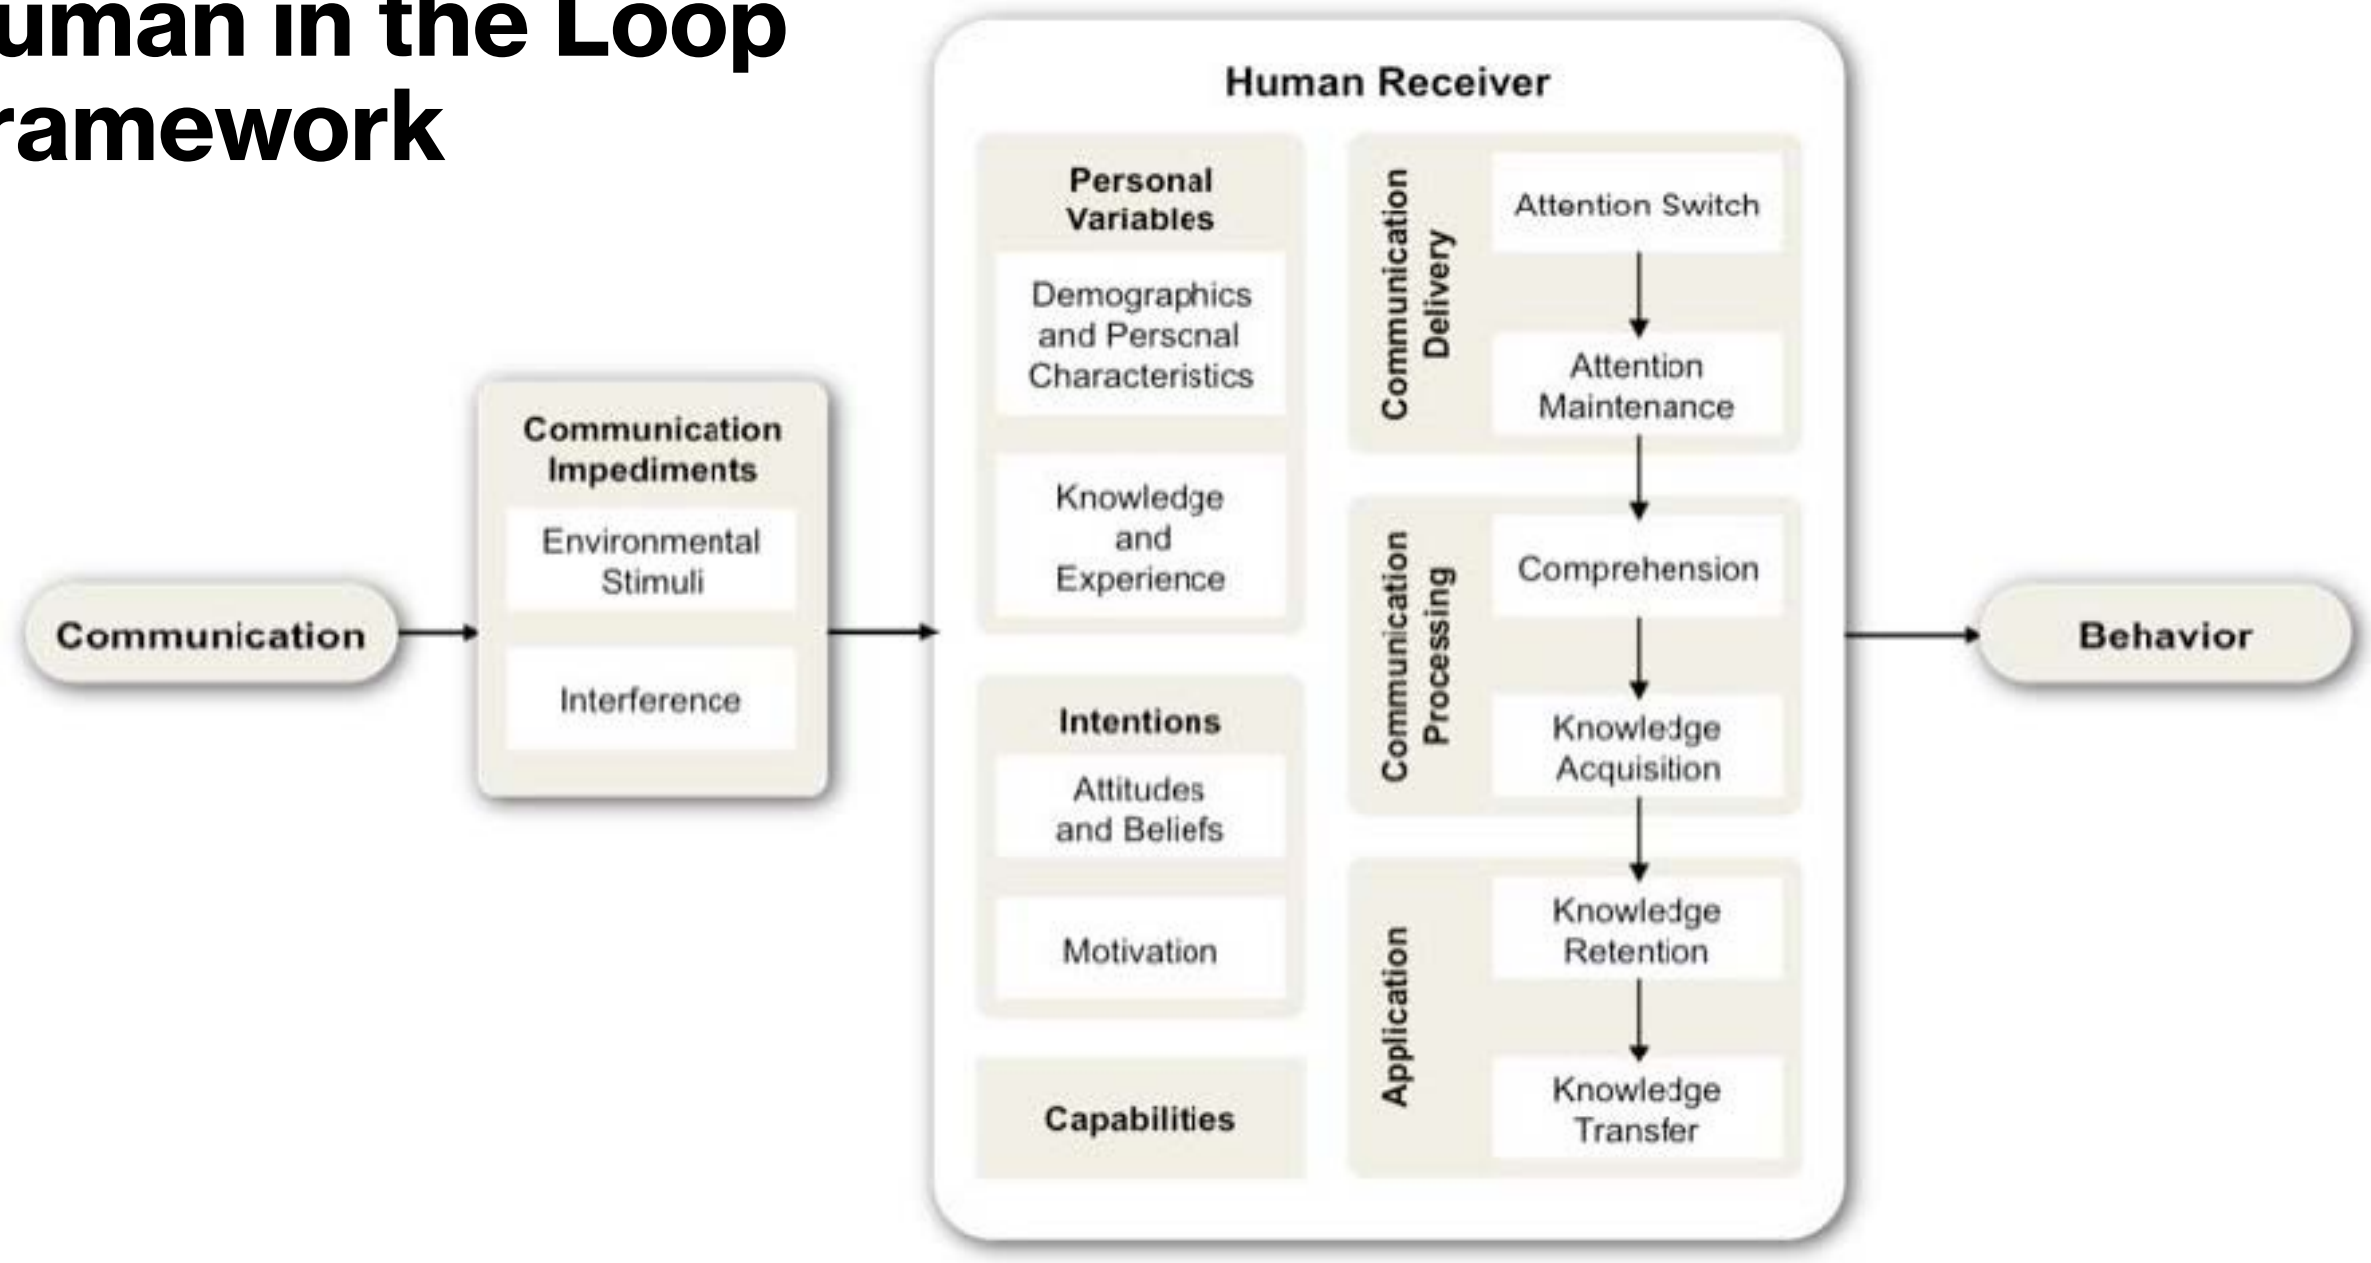 uman in the Loop
ramework
Communication
Communication
Impediments
Environmental
Stimuli
Interference
Human Receiver
Personal
Variables
Demographics
and Personal
Characteristics
Knowledge
and
Experience
Intentions
Attitudes
and Beliefs
Motivation
Capabilities
Communication
Delivery
Attention Switch
Attention
Maintenance
Communication
Processing
Comprehension
Knowledge
Acquisition
Application
Knowledge
Retention
Knowledge
Transfer
Behavior